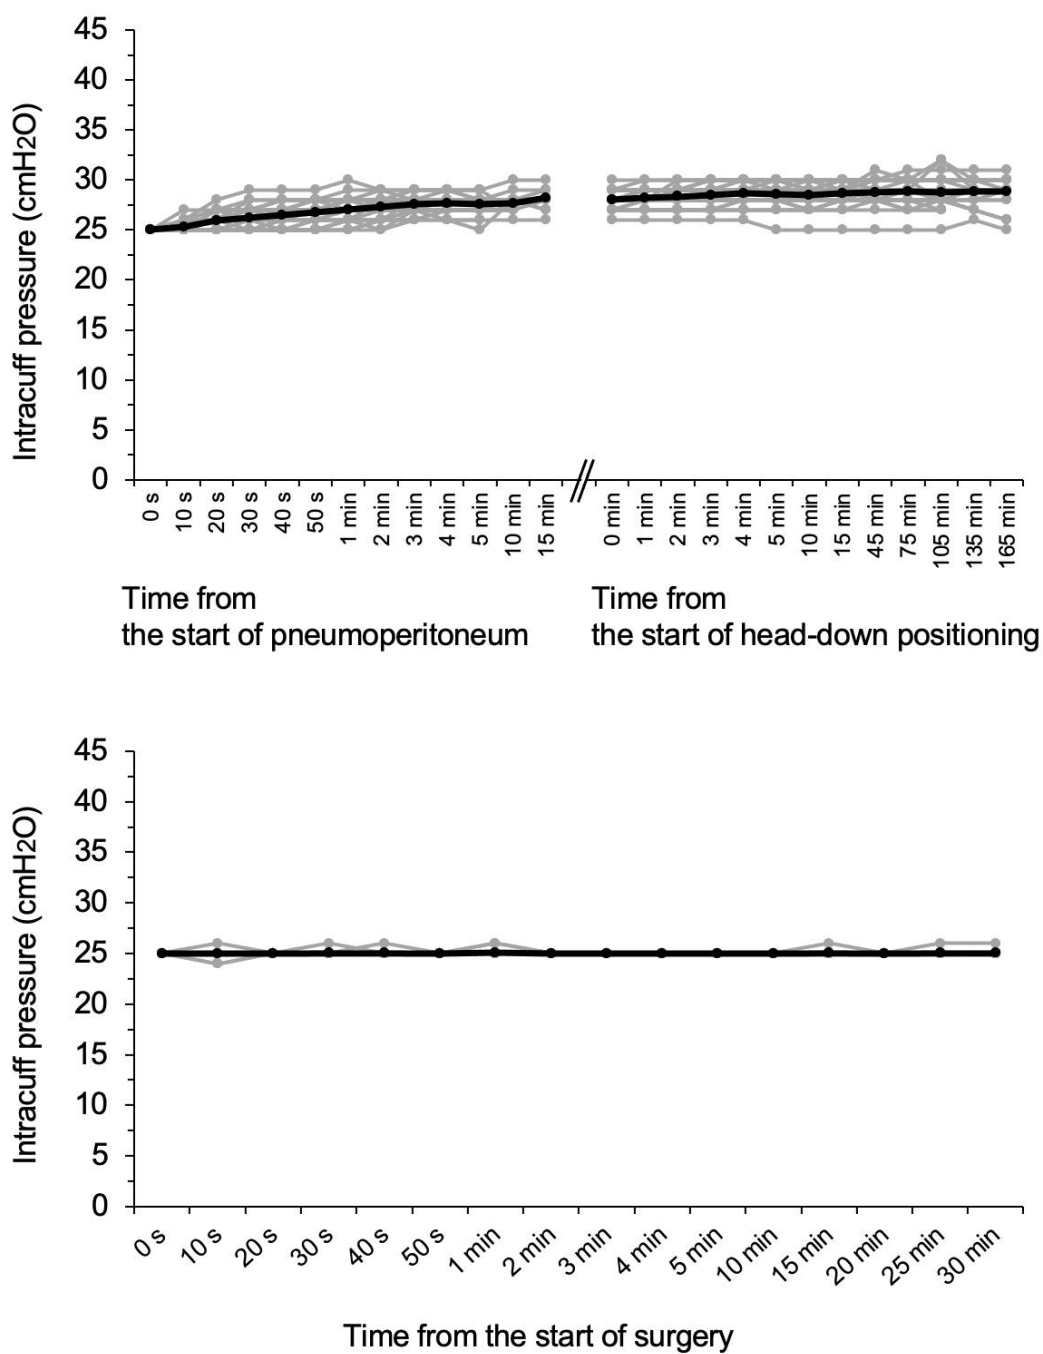 Intracuff pressure (cmH2O)
45
40
35
30
25
20
15
10
5
0
0 s
10 s
20 s
30 s
40 s
50 s
1 min
2 min
3 min
4 min
5 min
10 min
15 min
0 min
1 min
2 min
3 min
4 min
5 min
10 min
15 min
45 min
75 min
105 min
135 min
165 min
Time from
the start of pneumoperitoneum
Time from
the start of head-down positioning
Intracuff pressure (cmH2O)
45
40
35
30
25
20
15
10
5
0
0 s
10 s
20 s
30 s
40 s
50 s
1 min
2 min
3 min
4 min
5 min
10 min
15 min
20 min
25 min
30 min
Time from the start of surgery